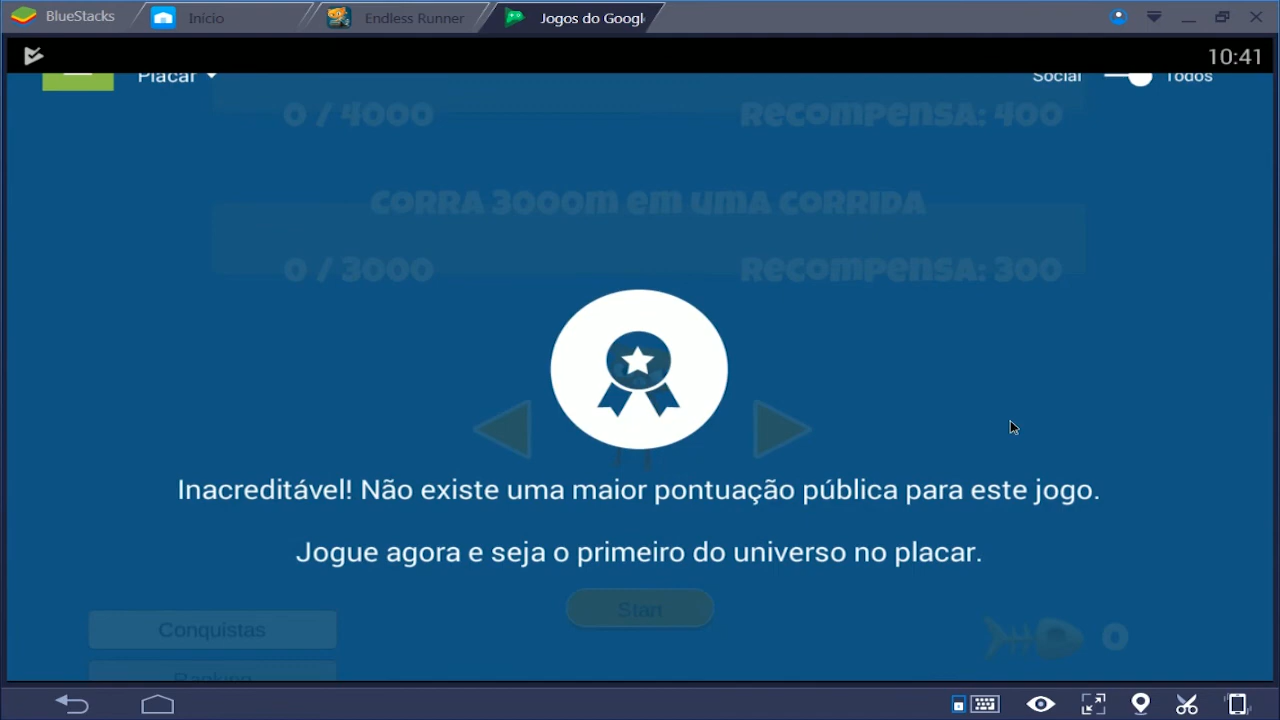 BlueStacks
Início
Endless Runner
Jogos do Googl
10:41
Placar
Social
Todos
0 / 4000
Recompensa: 400
Corra 3000m em uma corrida
0 / 3000
Recompensa: 300
Inacreditável! Não existe uma maior pontuação pública para este jogo.
Jogue agora e seja o primeiro do universo no placar.
Start
Conquistas
0
Ranking